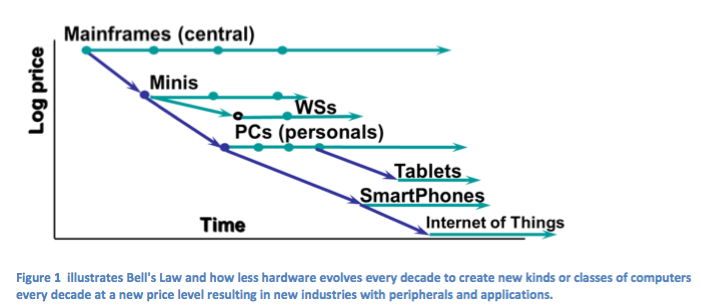 Mainframes (central)
Minis
WSs
PCs (personals)
Tablets
SmartPhones
Internet of Things
Log price
Time
Figure 1 illustrates Bell's Law and how less hardware evolves every decade to create new kinds or classes of computers
every decade at a new price level resulting in new industries with peripherals and applications.